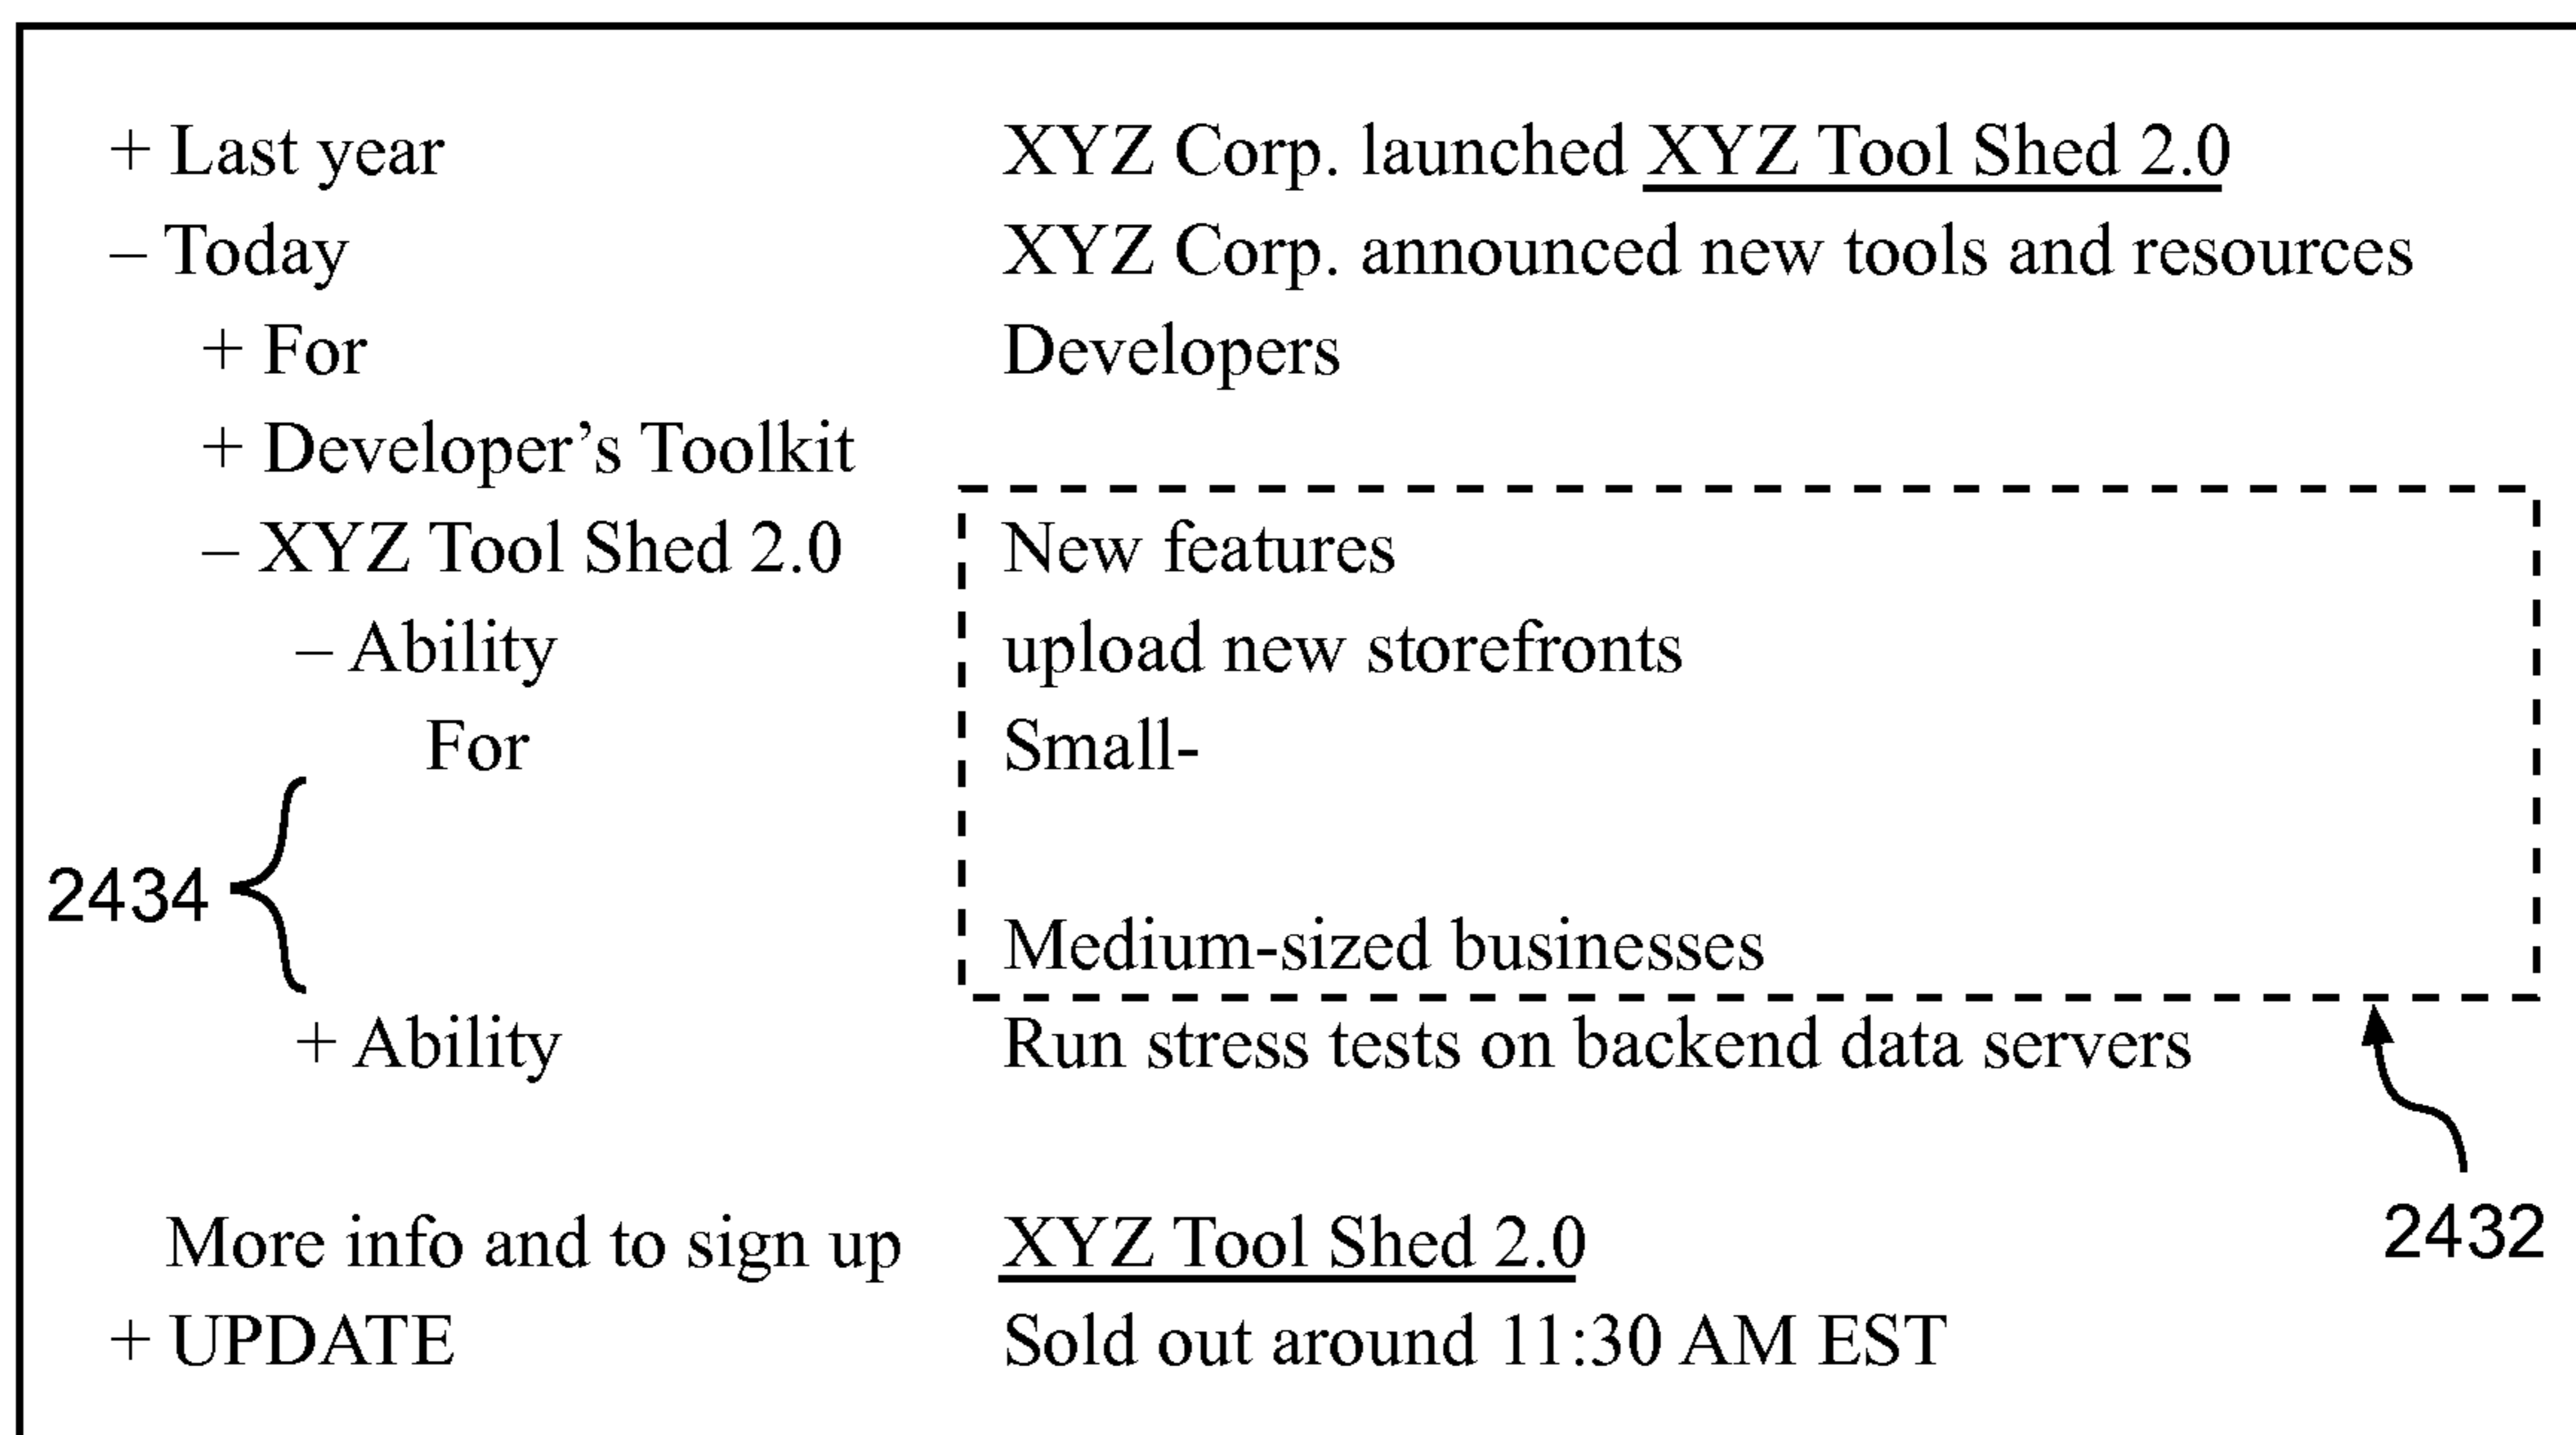 + Last year XYZ Corp. launched XYZ Tool Shed 2.0
– Today XYZ Corp. announced new tools and resources
+ For Developers
+ Developer’s Toolkit
– XYZ Tool Shed 2.0 New features
– Ability upload new storefronts
For Small-
2434
Medium-sized businesses
+ Ability Run stress tests on backend data servers
More info and to sign up XYZ Tool Shed 2.0
2432
+ UPDATE Sold out around 11:30 AM EST